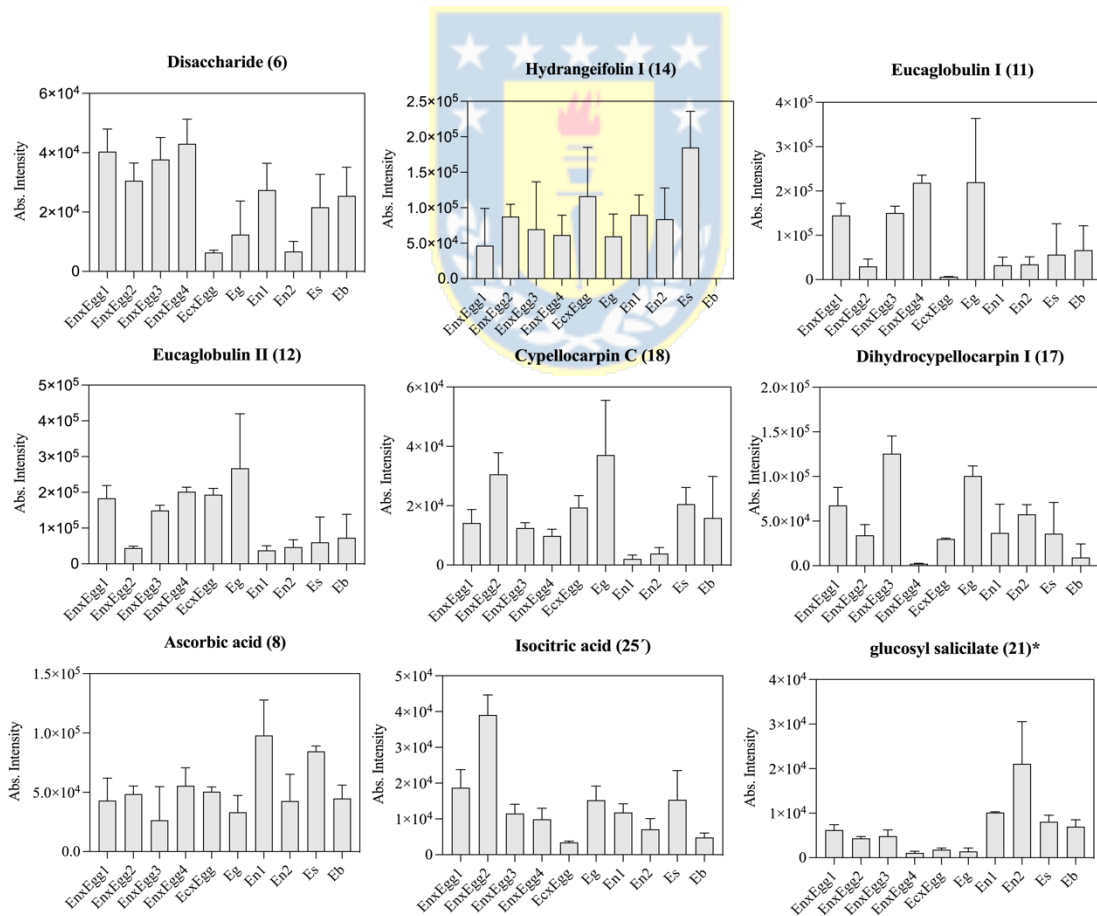 Disaccharide (6)
Abs. Intensity
6×10⁴
4×10⁴
2×10⁴
0
EnxEgg1
EnxEgg2
EnxEgg3
EnxEgg4
EcxEgg
Eg
En1
En2
Es
Eb
Hydrangeifolin I (14)
Abs. Intensity
2.5×10⁵
2.0×10⁵
1.5×10⁵
1.0×10⁵
5.0×10⁴
0.0
EnxEgg1
EnxEgg2
EnxEgg3
EnxEgg4
EcxEgg
Eg
En1
En2
Es
Eb
Eucaglobulin I (11)
Abs. Intensity
4×10⁵
3×10⁵
2×10⁵
1×10⁵
0
EnxEgg1
EnxEgg2
EnxEgg3
EnxEgg4
EcxEgg
Eg
En1
En2
Es
Eb
Eucaglobulin II (12)
Abs. Intensity
5×10⁵
4×10⁵
3×10⁵
2×10⁵
1×10⁵
0
EnxEgg1
EnxEgg2
EnxEgg3
EnxEgg4
EcxEgg
Eg
En1
En2
Es
Eb
Cypellocarpin C (18)
Abs. Intensity
6×10⁴
4×10⁴
2×10⁴
0
EnxEgg1
EnxEgg2
EnxEgg3
EnxEgg4
EcxEgg
Eg
En1
En2
Es
Eb
Dihydrocypellocarpin I (17)
Abs. Intensity
2.0×10⁵
1.5×10⁵
1.0×10⁵
5.0×10⁴
0.0
EnxEgg1
EnxEgg2
EnxEgg3
EnxEgg4
EcxEgg
Eg
En1
En2
Es
Eb
Ascorbic acid (8)
Abs. Intensity
1.5×10⁵
1.0×10⁵
5.0×10⁴
0.0
EnxEgg1
EnxEgg2
EnxEgg3
EnxEgg4
EcxEgg
Eg
En1
En2
Es
Eb
Isocitric acid (25´)
Abs. Intensity
5×10⁴
4×10⁴
3×10⁴
2×10⁴
1×10⁴
0
EnxEgg1
EnxEgg2
EnxEgg3
EnxEgg4
EcxEgg
Eg
En1
En2
Es
Eb
glucosyl salicilate (21)*
Abs. Intensity
4×10⁴
3×10⁴
2×10⁴
1×10⁴
0
EnxEgg1
EnxEgg2
EnxEgg3
EnxEgg4
EcxEgg
Eg
En1
En2
Es
Eb